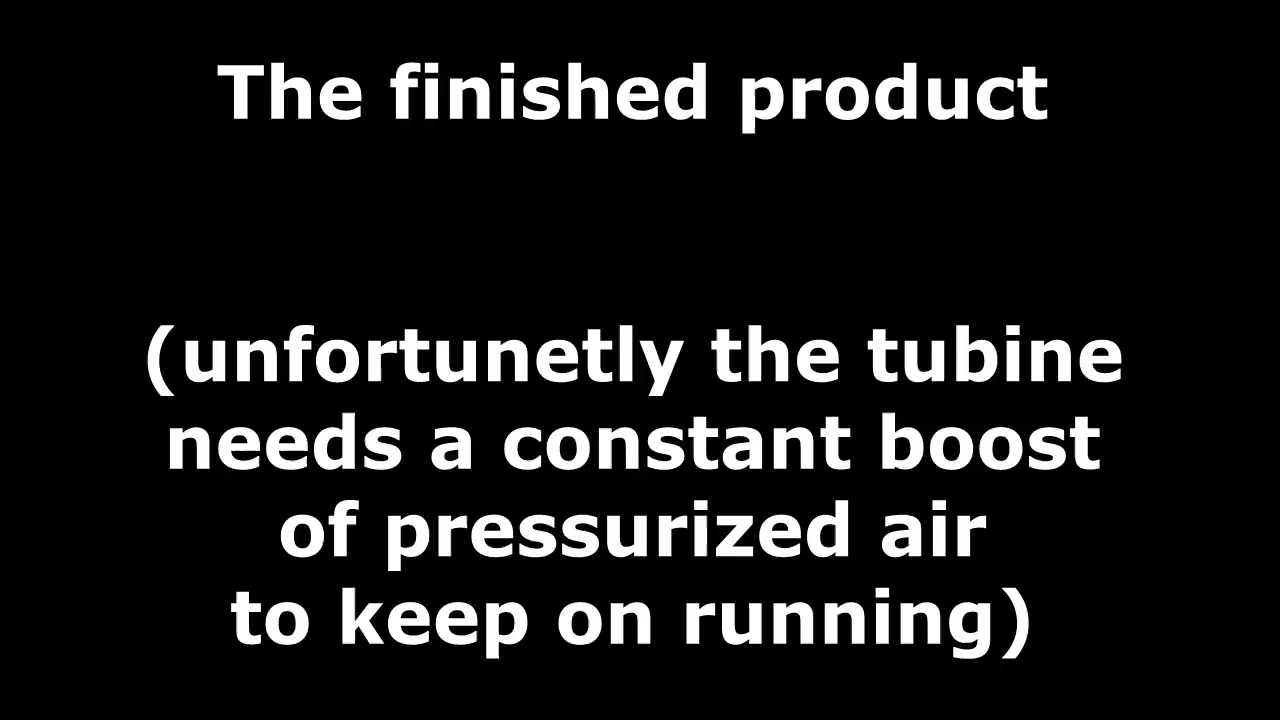 The finished product
(unfortunetly the tubine
needs a constant boost
of pressurized air
to keep on running)